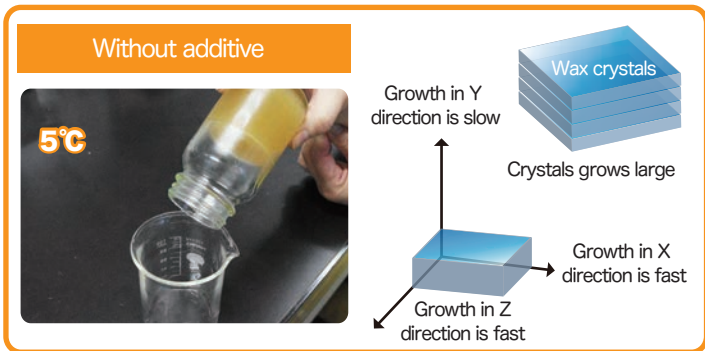 Without additive
5℃
Growth in Y
direction is slow
Wax crystals
Crystals grows large
Growth in X
direction is fast
Growth in Z
direction is fast